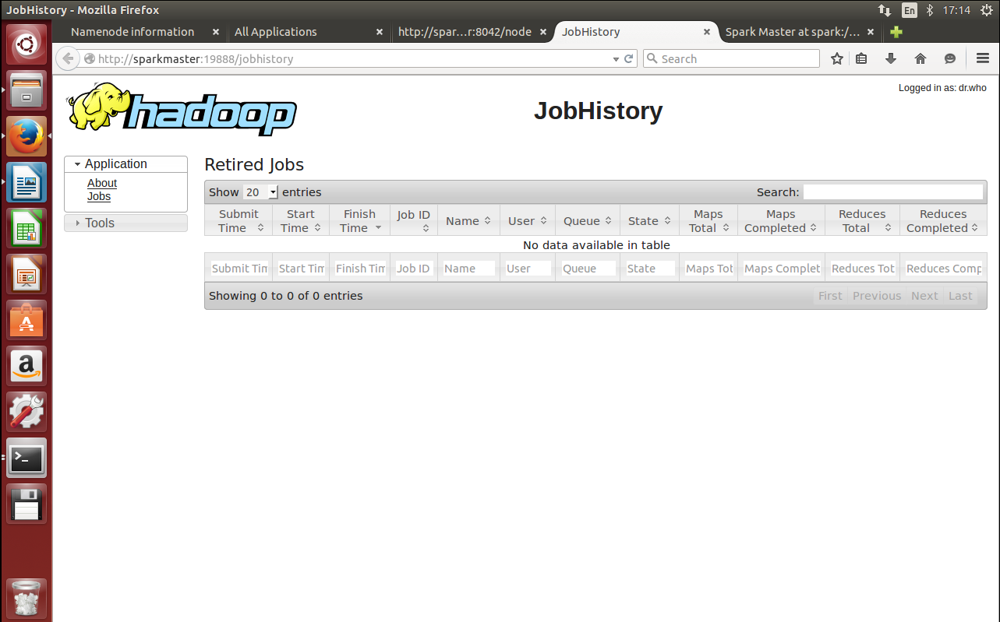 JobHistory - Mozilla Firefox
En
17:14
Namenode information
All Applications
http://spar...r:8042/node
JobHistory
Spark Master at spark:/...
http://sparkmaster:19888/jobhistory
Search
hadoop
JobHistory
Logged in as: dr.who
Application
About
Jobs
Tools
Retired Jobs
Show 20 entries
Search:
Submit Time
Start Time
Finish Time
Job ID
Name
User
Queue
State
Maps Total
Maps Completed
Reduces Total
Reduces Completed
No data available in table
Submit Tim
Start Tim
Finish Tim
Job ID
Name
User
Queue
State
Maps Tot
Maps Complet
Reduces Tot
Reduces Comp
Showing 0 to 0 of 0 entries
First Previous Next Last